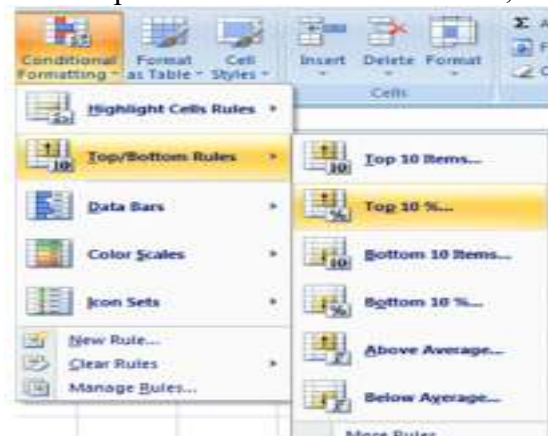 Conditional Formatting
Format as Table
Cell Styles
Insert
Delete
Format
Σ A
F
C
Cells
Highlight Cells Rules
Top/Bottom Rules
Data Bars
Color Scales
Icon Sets
New Rule...
Clear Rules
Manage Rules...
Top 10 Items...
Top 10 %...
Bottom 10 Items...
Bottom 10 %...
Above Average...
Below Average...
More Rules